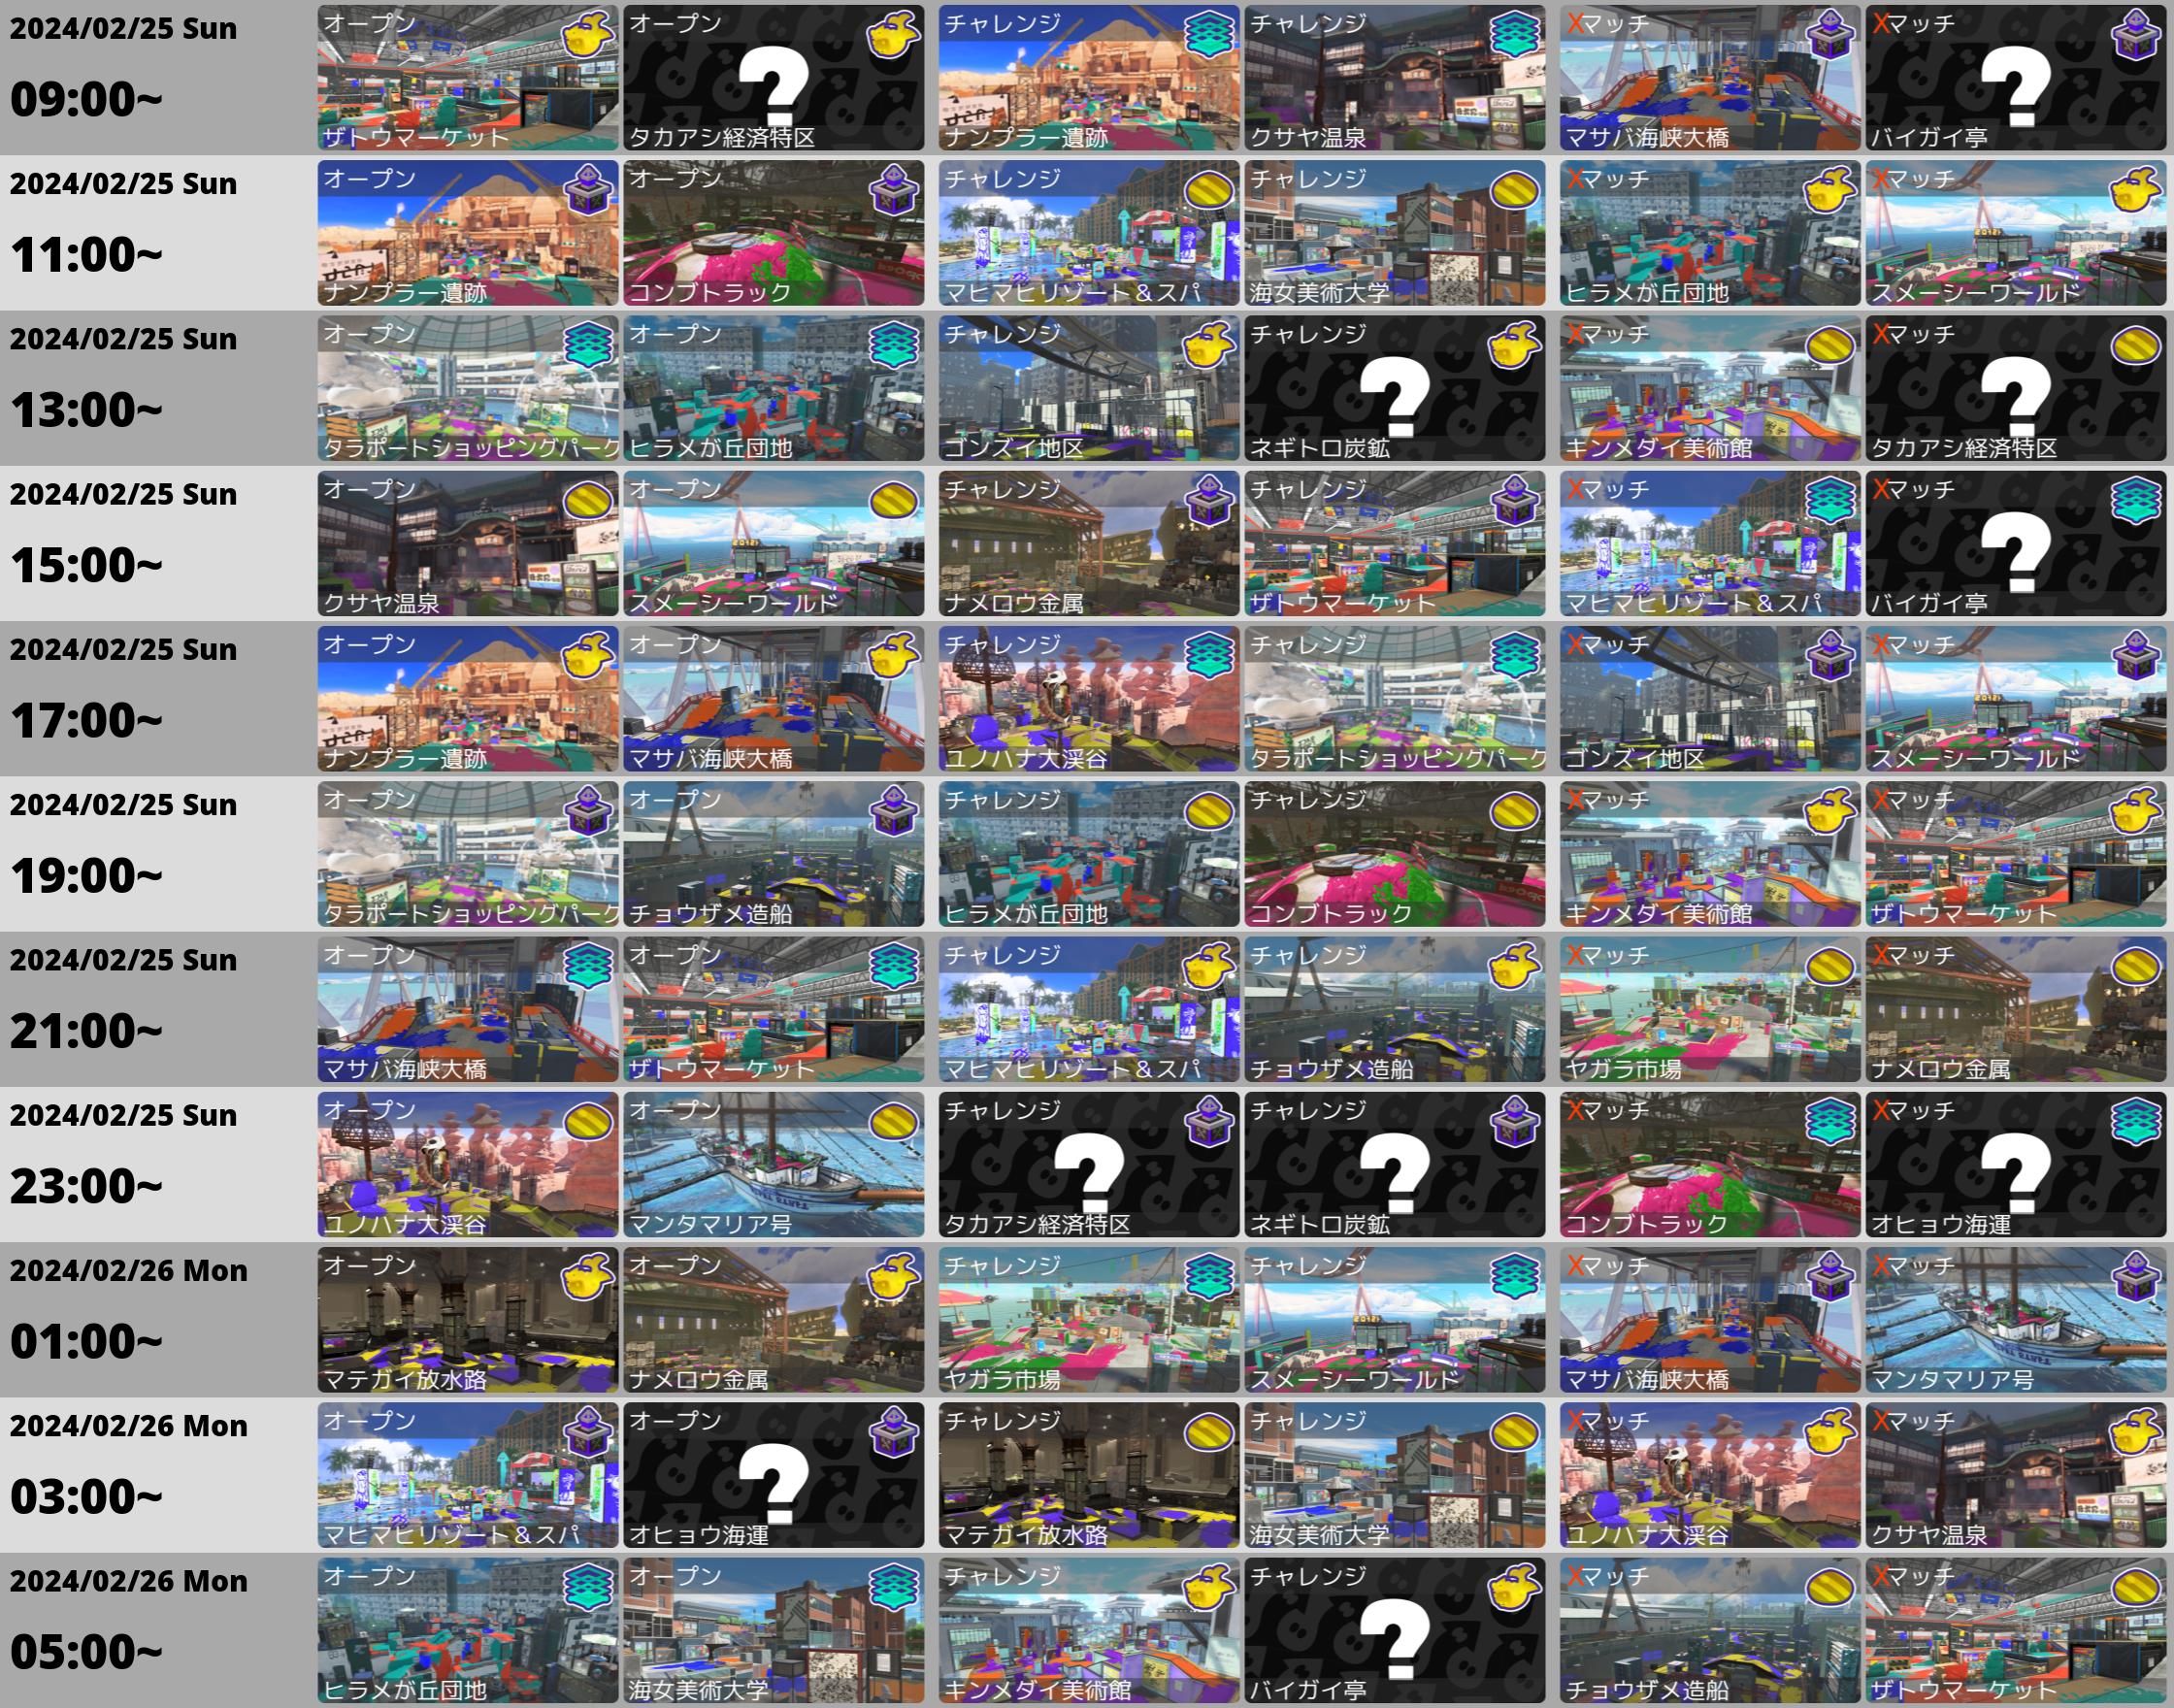 2024/02/25 Sun
09:00~
オープン
ザトウマーケット
オープン
タカアシ経済特区
チャレンジ
ナンプラー遺跡
チャレンジ
クサヤ温泉
Xマッチ
マサバ海峡大橋
Xマッチ
バイガイ亭
2024/02/25 Sun
11:00~
オープン
ナンプラー遺跡
オープン
コンブトラック
チャレンジ
マヒマヒリゾート＆スパ
チャレンジ
海女美術大学
Xマッチ
ヒラメが丘団地
Xマッチ
スメーシーワールド
2024/02/25 Sun
13:00~
オープン
タラポートショッピングパーク
オープン
ヒラメが丘団地
チャレンジ
ゴンズイ地区
チャレンジ
ネギトロ炭鉱
Xマッチ
キンメダイ美術館
Xマッチ
タカアシ経済特区
2024/02/25 Sun
15:00~
オープン
クサヤ温泉
オープン
スメーシーワールド
チャレンジ
ナメロウ金属
チャレンジ
ザトウマーケット
Xマッチ
マヒマヒリゾート＆スパ
Xマッチ
バイガイ亭
2024/02/25 Sun
17:00~
オープン
ナンプラー遺跡
オープン
マサバ海峡大橋
チャレンジ
ユノハナ大渓谷
チャレンジ
タラポートショッピングパーク
Xマッチ
ゴンズイ地区
Xマッチ
スメーシーワールド
2024/02/25 Sun
19:00~
オープン
タラポートショッピングパーク
オープン
チョウザメ造船
チャレンジ
ヒラメが丘団地
チャレンジ
コンブトラック
Xマッチ
キンメダイ美術館
Xマッチ
ザトウマーケット
2024/02/25 Sun
21:00~
オープン
マサバ海峡大橋
オープン
ザトウマーケット
チャレンジ
マヒマヒリゾート＆スパ
チャレンジ
チョウザメ造船
Xマッチ
ヤガラ市場
Xマッチ
ナメロウ金属
2024/02/25 Sun
23:00~
オープン
ユノハナ大渓谷
オープン
マンタマリア号
チャレンジ
タカアシ経済特区
チャレンジ
ネギトロ炭鉱
Xマッチ
コンブトラック
Xマッチ
オヒョウ海運
2024/02/26 Mon
01:00~
オープン
マテガイ放水路
オープン
ナメロウ金属
チャレンジ
ヤガラ市場
チャレンジ
スメーシーワールド
Xマッチ
マサバ海峡大橋
Xマッチ
マンタマリア号
2024/02/26 Mon
03:00~
オープン
マヒマヒリゾート＆スパ
オープン
オヒョウ海運
チャレンジ
マテガイ放水路
チャレンジ
海女美術大学
Xマッチ
ユノハナ大渓谷
Xマッチ
クサヤ温泉
2024/02/26 Mon
05:00~
オープン
ヒラメが丘団地
オープン
海女美術大学
チャレンジ
キンメダイ美術館
チャレンジ
バイガイ亭
Xマッチ
チョウザメ造船
Xマッチ
ザトウマーケット